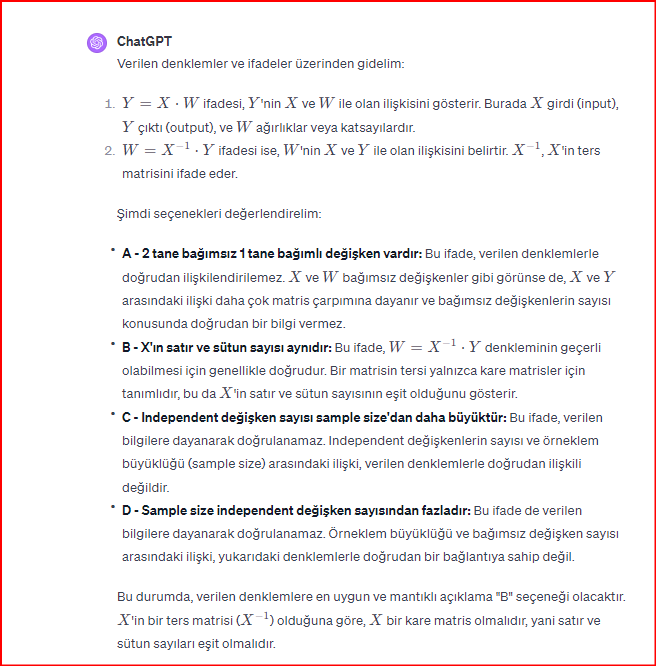 ChatGPT
Verilen denklemler ve ifadeler üzerinden gidelim:
1. Y = X · W ifadesi, Y'nin X ve W ile olan ilişkisini gösterir. Burada X girdi (input),
Y çıktı (output), ve W ağırlıklar veya katsayılardır.
2. W = X⁻¹ · Y ifadesi ise, W'nin X ve Y ile olan ilişkisini belirtir. X⁻¹, X'in ters
matrisini ifade eder.
Şimdi seçenekleri değerlendirelim:
• A - 2 tane bağımsız 1 tane bağımlı değişken vardır: Bu ifade, verilen denklemlerle
doğrudan ilişkilendirilemez. X ve W bağımsız değişkenler gibi görünse de, X ve Y
arasındaki ilişki daha çok matris çarpımına dayanır ve bağımsız değişkenlerin sayısı
konusunda doğrudan bir bilgi vermez.
• B - X'ın satır ve sütun sayısı aynıdır: Bu ifade, W = X⁻¹ · Y denkleminin geçerli
olabilmesi için genellikle doğrudur. Bir matrisin tersi yalnızca kare matrisler için
tanımlıdır, bu da X'in satır ve sütun sayısının eşit olduğunu gösterir.
• C - Independent değişken sayısı sample size'dan daha büyüktür: Bu ifade, verilen
bilgilere dayanarak doğrulanamaz. Independent değişkenlerin sayısı ve örneklem
büyüklüğü (sample size) arasındaki ilişki, verilen denklemlerle doğrudan ilişkili
değildir.
• D - Sample size independent değişken sayısından fazladır: Bu ifade de verilen
bilgilere dayanarak doğrulanamaz. Örneklem büyüklüğü ve bağımsız değişken sayısı
arasındaki ilişki, yukarıdaki denklemlerle doğrudan bir bağlantıya sahip değil.
Bu durumda, verilen denklemlere en uygun ve mantıklı açıklama "B" seçeneği olacaktır.
X'in bir ters matrisi (X⁻¹) olduğuna göre, X bir kare matris olmalıdır, yani satır ve
sütun sayıları eşit olmalıdır.